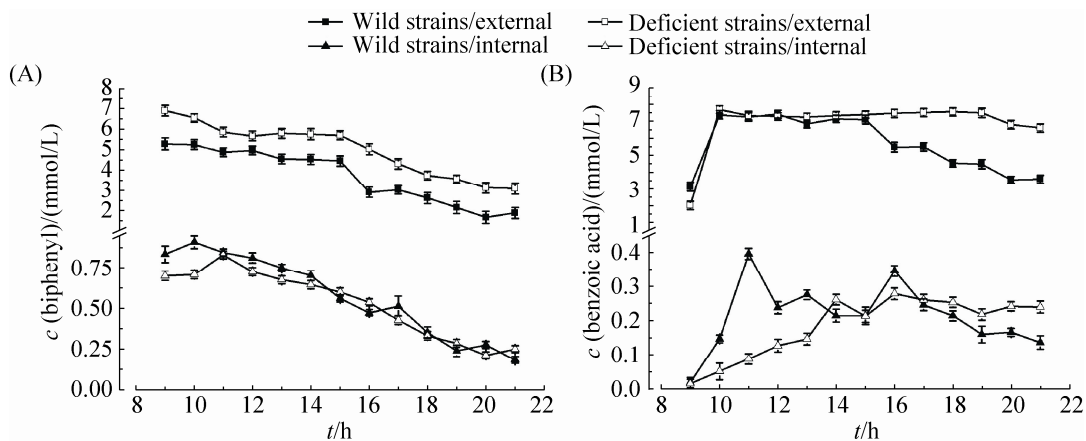 Wild strains/external
Deficient strains/external
Wild strains/internal
Deficient strains/internal
(A)
(B)
c (biphenyl)/(mmol/L)
8
7
6
5
4
3
2
0.75
0.50
0.25
0.00
8 10 12 14 16 18 20 22
t/h
c (benzoic acid)/(mmol/L)
9
7
5
3
1
0.4
0.3
0.2
0.1
0.0
8 10 12 14 16 18 20 22
t/h